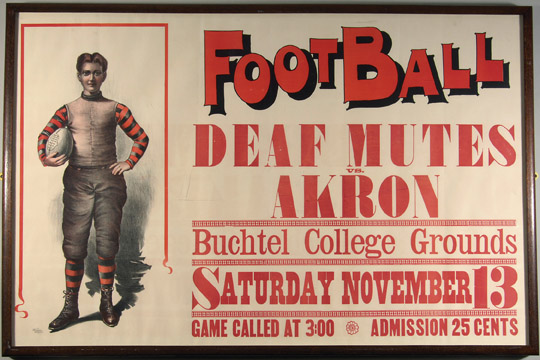 FOOTBALL
DEAF MUTES
VS.
AKRON
Buchtel College Grounds
SATURDAY NOVEMBER 13
GAME CALLED AT 3:00 ADMISSION 25 CENTS